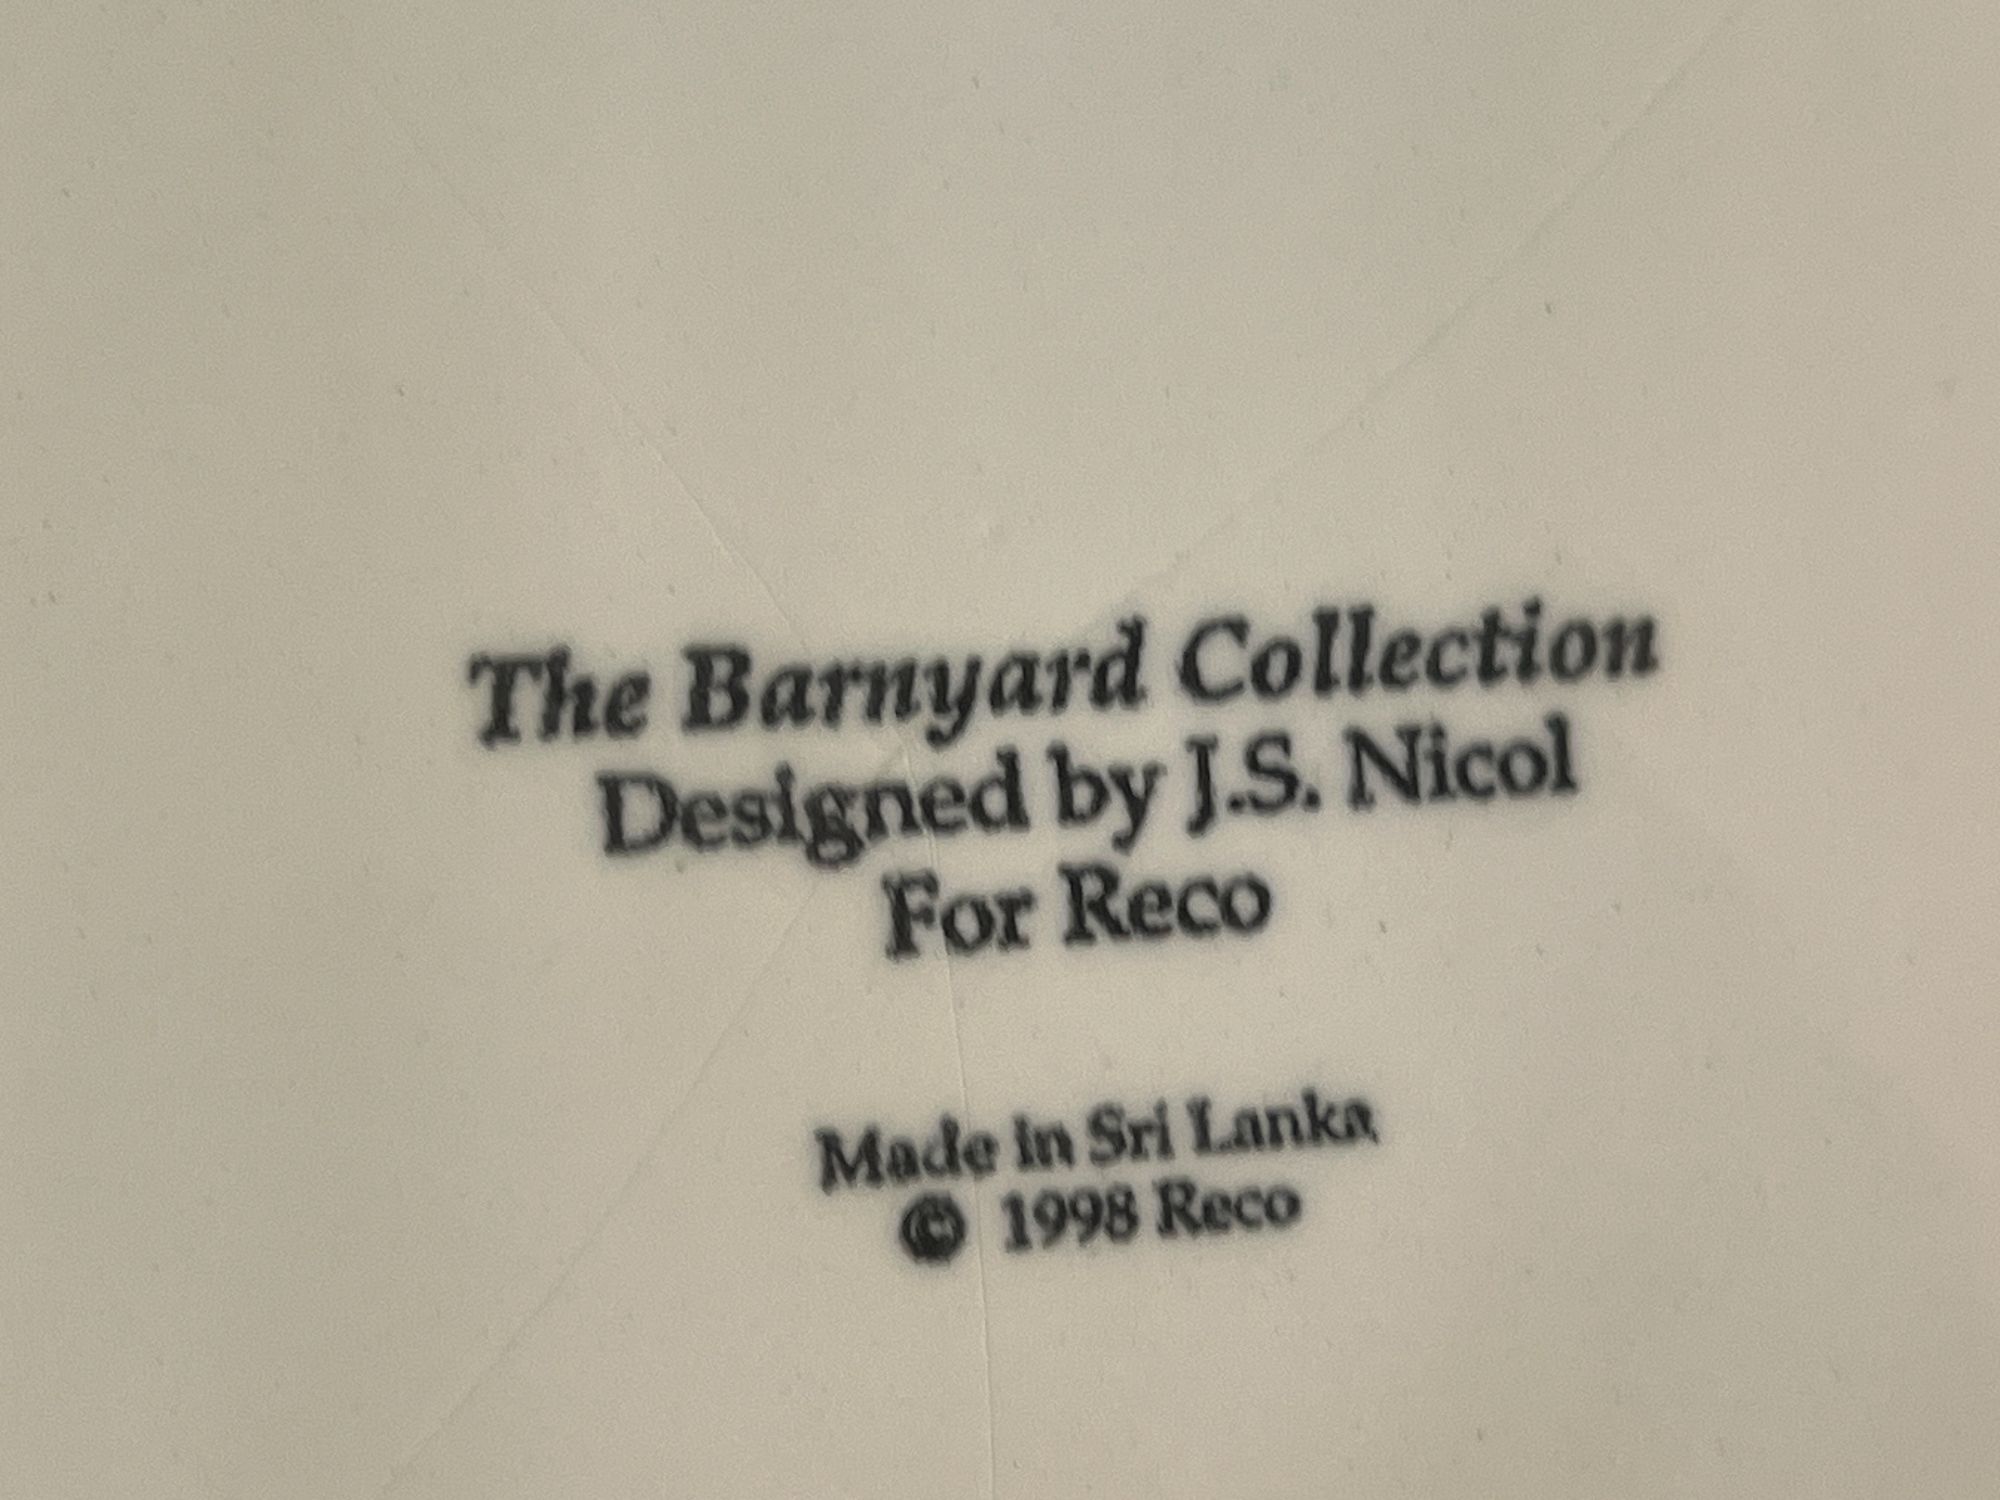 The Barnyard Collection
Designed by J.S. Nicol
For Reco
Made in Sri Lanka
© 1998 Reco